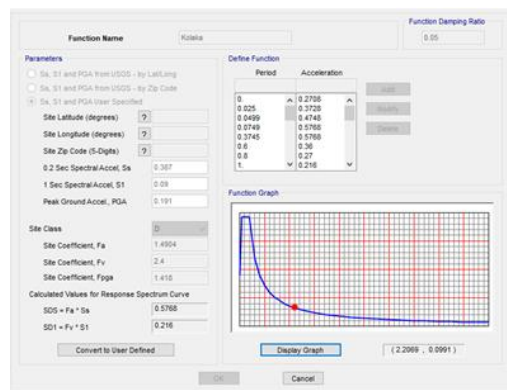 Function Damping Ratio
Function Name Kolaka 0.05
Parameters
Sa, S1 and PGA from USGS - by Lat/Long
Sa, S1 and PGA from USGS - by Zip Code
Sa, S1 and PGA User Specified
Site Latitude (degrees) ?
Site Longitude (degrees) ?
Site Zip Code (5-Digits) ?
0.2 Sec Spectral Accel, Ss 0.387
1 Sec Spectral Accel, S1 0.09
Peak Ground Accel., PGA 0.191
Site Class D
Site Coefficient, Fa 1.4904
Site Coefficient, Fv 2.4
Site Coefficient, Fpga 1.418
Calculated Values for Response Spectrum Curve
SDS = Fa * Ss 0.5768
SD1 = Fv * S1 0.216
Convert to User Defined
Define Function
Period Acceleration
0. 0.2708
0.025 0.3728
0.0499 0.4748
0.0749 0.5768
0.3745 0.5768
0.6 0.36
0.8 0.27
1. 0.216
Add
Modify
Delete
Function Graph
Display Graph (2.2069 , 0.0991 )
OK Cancel